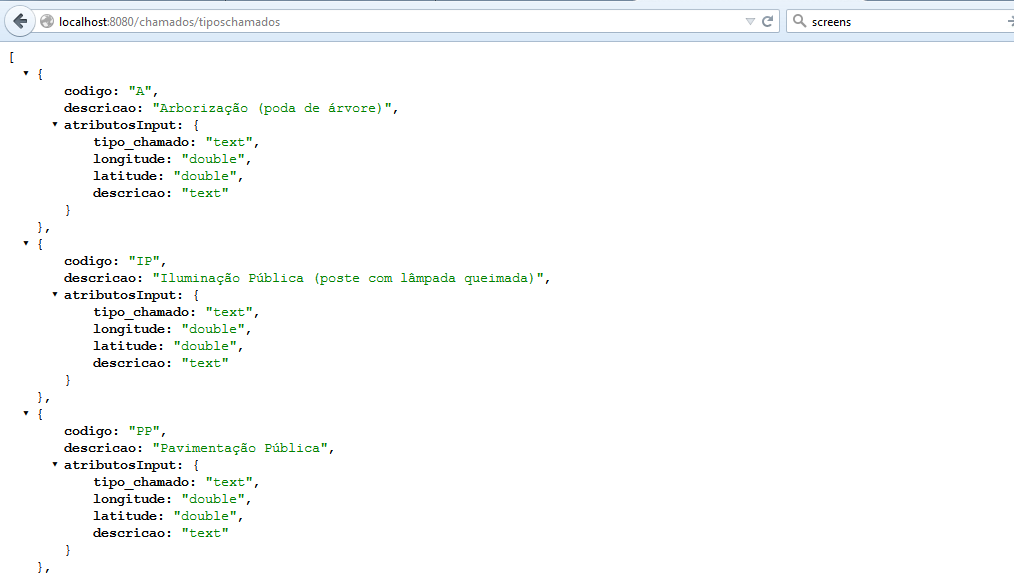 localhost:8080/chamados/tiposchamados
screens
[
{
codigo: "A",
descricao: "Arborização (poda de árvore)",
atributosInput: {
tipo_chamado: "text",
longitude: "double",
latitude: "double",
descricao: "text"
}
},
{
codigo: "IP",
descricao: "Iluminação Pública (poste com lâmpada queimada)",
atributosInput: {
tipo_chamado: "text",
longitude: "double",
latitude: "double",
descricao: "text"
}
},
{
codigo: "PP",
descricao: "Pavimentação Pública",
atributosInput: {
tipo_chamado: "text",
longitude: "double",
latitude: "double",
descricao: "text"
}
},